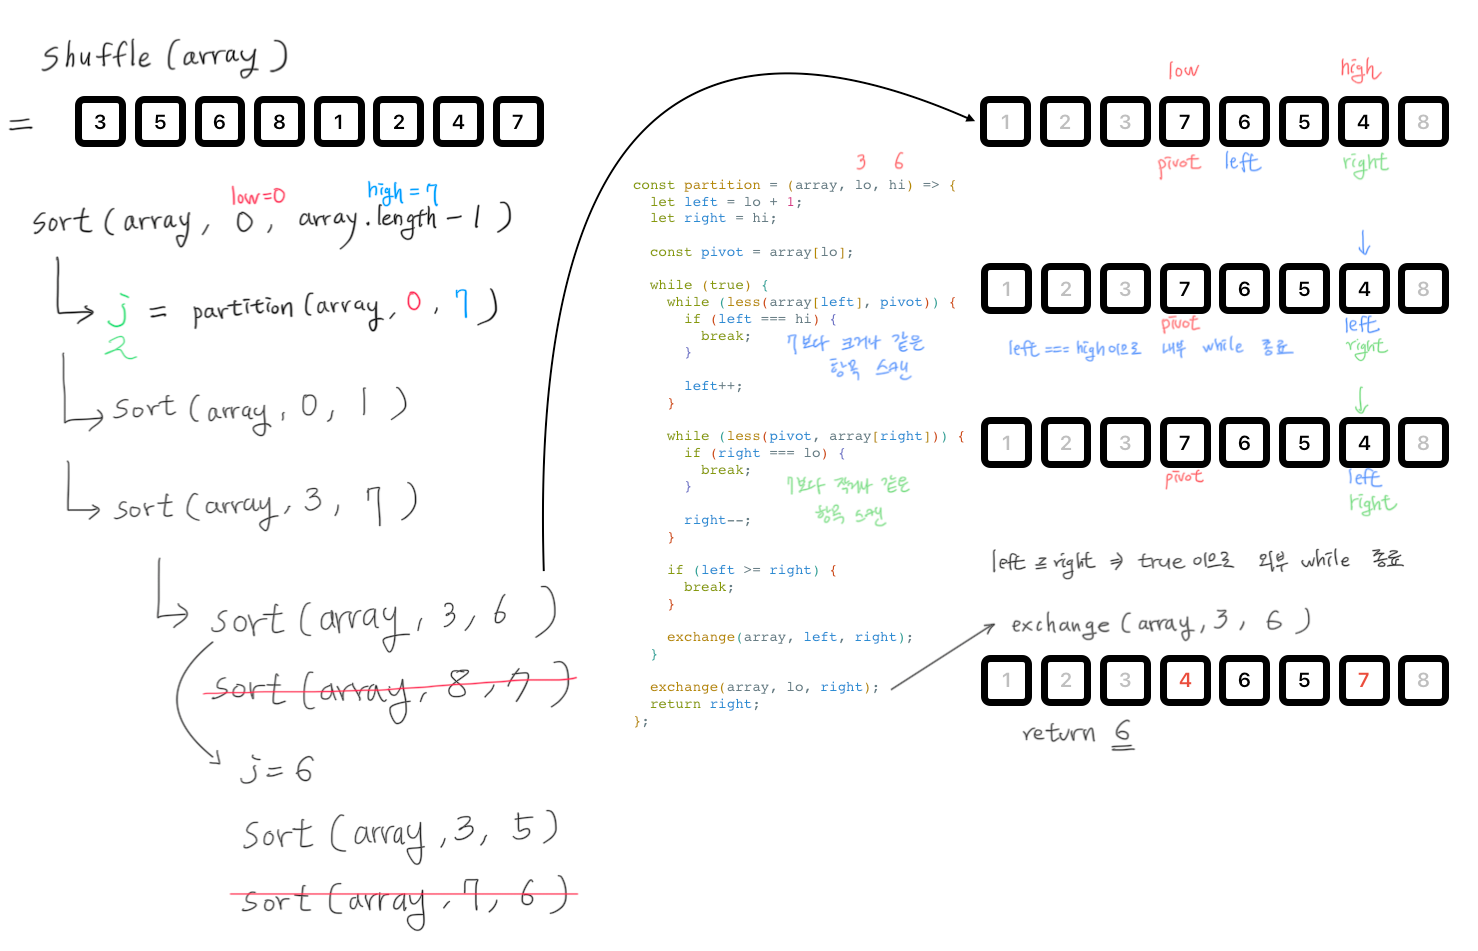 shuffle (array)
= 3 5 6 8 1 2 4 7
low=0 high = 7
sort (array, 0, array.length - 1)
j = partition (array, 0, 7)
2
sort (array, 0, 1)
sort (array, 3, 7)
sort (array, 3, 6)
sort (array, 8, 7)
j = 6
sort (array, 3, 5)
sort (array, 7, 6)
3 6
const partition = (array, lo, hi) => {
let left = lo + 1;
let right = hi;
const pivot = array[lo];
while (true) {
while (less(array[left], pivot)) {
if (left === hi) {
break;
}
7보다 크거나 같은
항목 스캔
left++;
}
while (less(pivot, array[right])) {
if (right === lo) {
break;
}
7보다 작거나 같은
항목 스캔
right--;
}
if (left >= right) {
break;
}
exchange(array, left, right);
}
exchange(array, lo, right);
return right;
};
low high
1 2 3 7 6 5 4 8
pivot left right
1 2 3 7 6 5 4 8
pivot left
left === high 이므로 내부 while 종료 right
1 2 3 7 6 5 4 8
pivot left
right
left ≥ right ⇒ true 이므로 외부 while 종료
exchange (array, 3, 6)
1 2 3 4 6 5 7 8
return 6